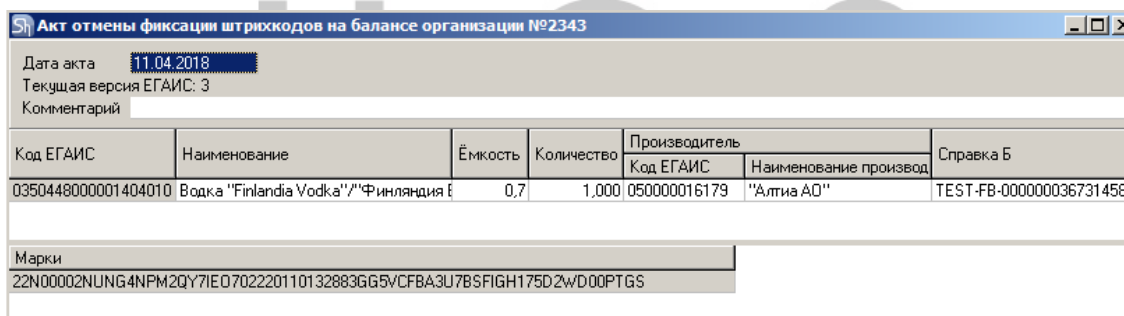 Sh Акт отмены фиксации штрихкодов на балансе организации №2343
Дата акта 11.04.2018
Текущая версия ЕГАИС: 3
Комментарий
Код ЕГАИС Наименование Ёмкость Количество Производитель Справка Б
Код ЕГАИС Наименование производ
0350448000001404010 Водка "Finlandia Vodka"/"Финляндия 0,7 1,000 050000016179 "Алтиа АО" TEST-FB-000000036731458
Марки
22N00002NUNG4NPM2QY7IEO702220110132883GG5VCFBA3U7BSFIGH175D2WD00PTGS